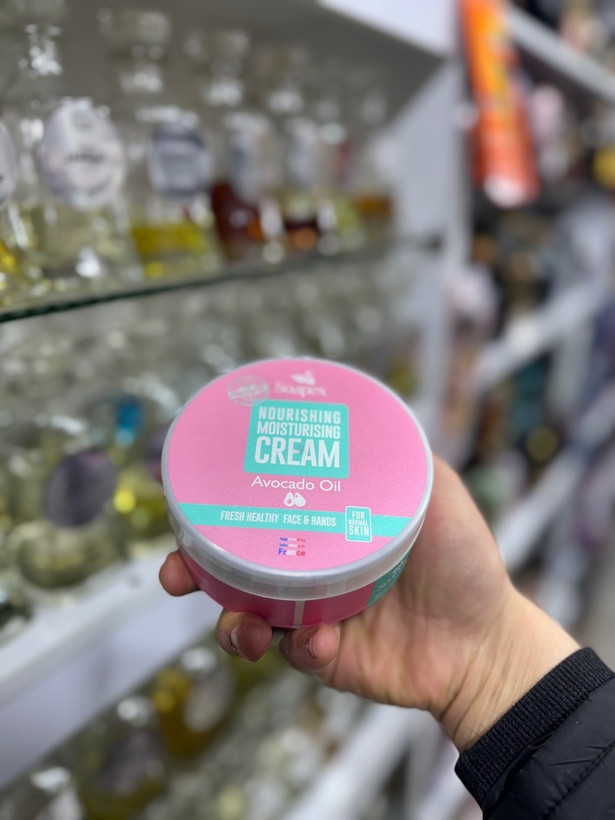 Soapex
NOURISHING
MOISTURISING
CREAM
Avocado Oil
FRESH HEALTHY FACE & HANDS
FOR
NORMAL
SKIN
France